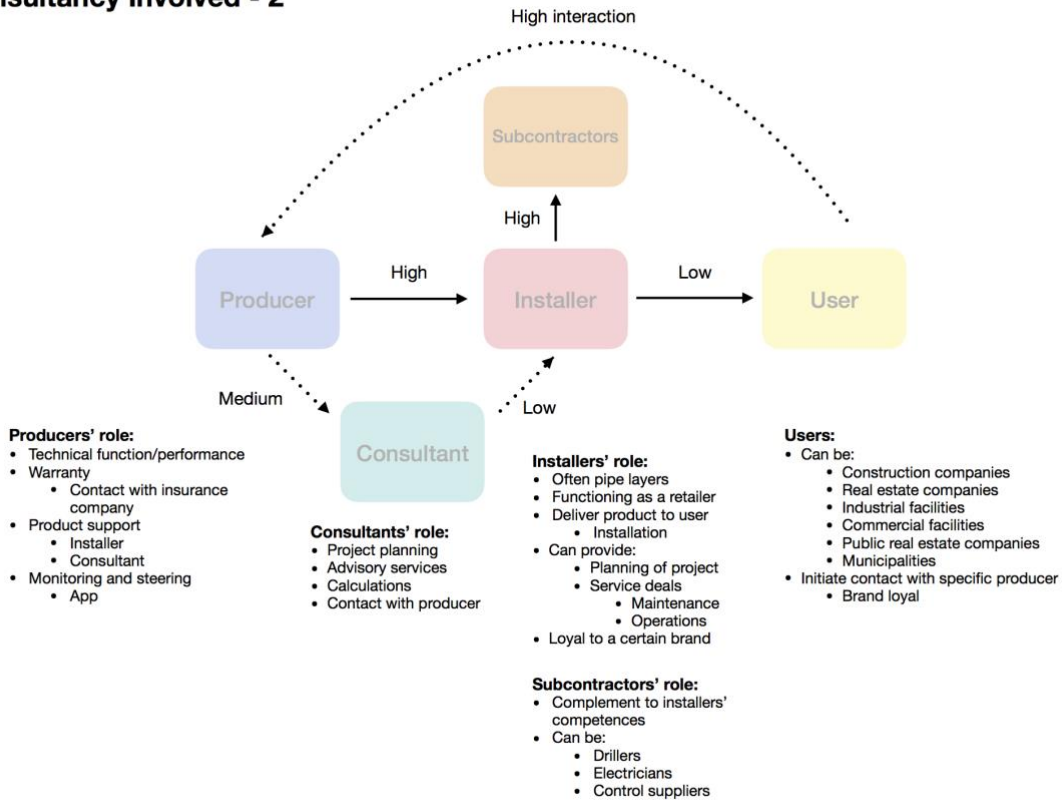 High interaction
Subcontractors
High
Producer
High
Installer
Low
User
Medium
Consultant
Low
Producers' role:
• Technical function/performance
• Warranty
• Contact with insurance
company
• Product support
• Installer
• Consultant
• Monitoring and steering
• App
Consultants' role:
• Project planning
• Advisory services
• Calculations
• Contact with producer
Installers' role:
• Often pipe layers
• Functioning as a retailer
• Deliver product to user
• Installation
• Can provide:
• Planning of project
• Service deals
• Maintenance
• Operations
• Loyal to a certain brand
Subcontractors' role:
• Complement to installers'
competences
• Can be:
• Drillers
• Electricians
• Control suppliers
Users:
• Can be:
• Construction companies
• Real estate companies
• Industrial facilities
• Commercial facilities
• Public real estate companies
• Municipalities
• Initiate contact with specific producer
• Brand loyal